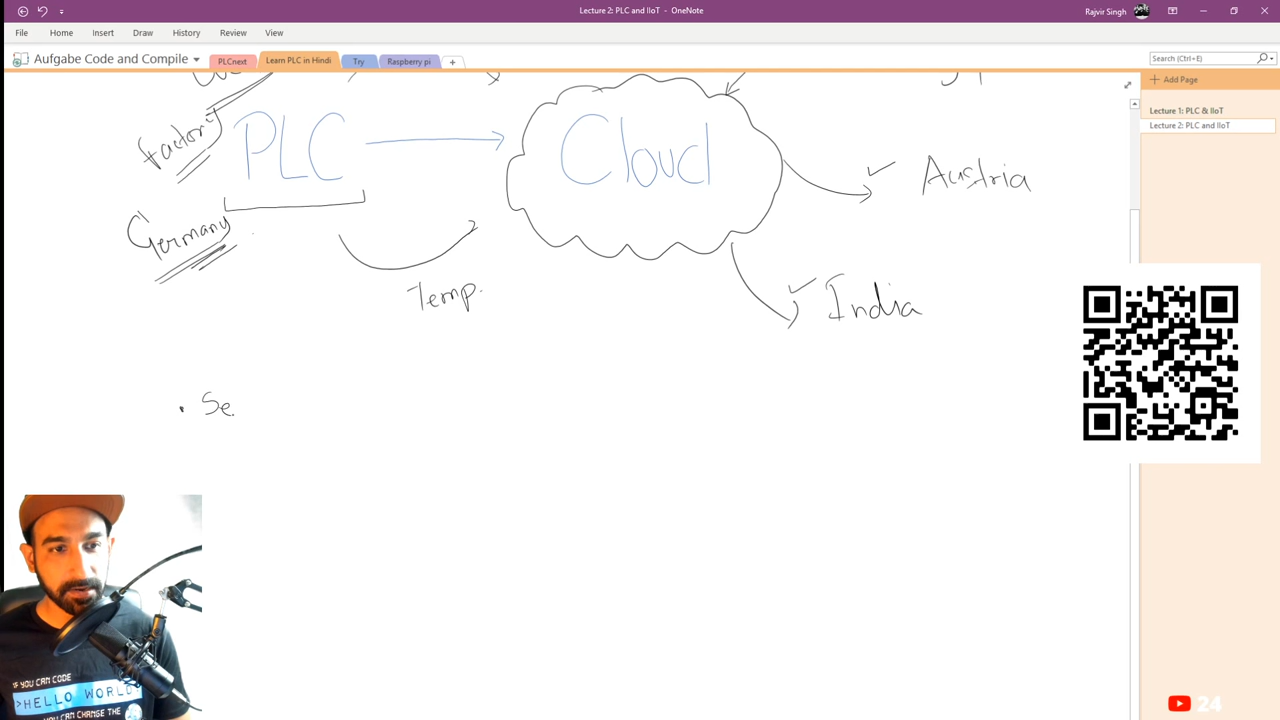 Lecture 2: PLC and IIoT - OneNote
Rajvir Singh
File Home Insert Draw History Review View
Aufgabe Code and Compile
PLCnext Learn PLC in Hindi Try Raspberry pi
Search (Ctrl+E)
Add Page
Lecture 1: PLC & IIoT
Lecture 2: PLC and IIoT
Factory
PLC
Cloud
Austria
Germany
Temp.
India
Se
IF YOU CAN CODE
>HELLO WORLD
YOU CAN CHANGE THE
24